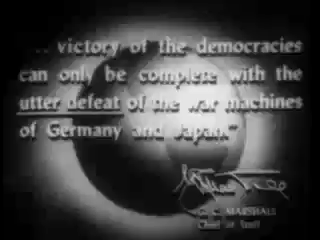 victory of the democracies
can only be complete with the
utter defeat of the war machines
of Germany and Japan."
G. C. MARSHALL
Chief of Staff